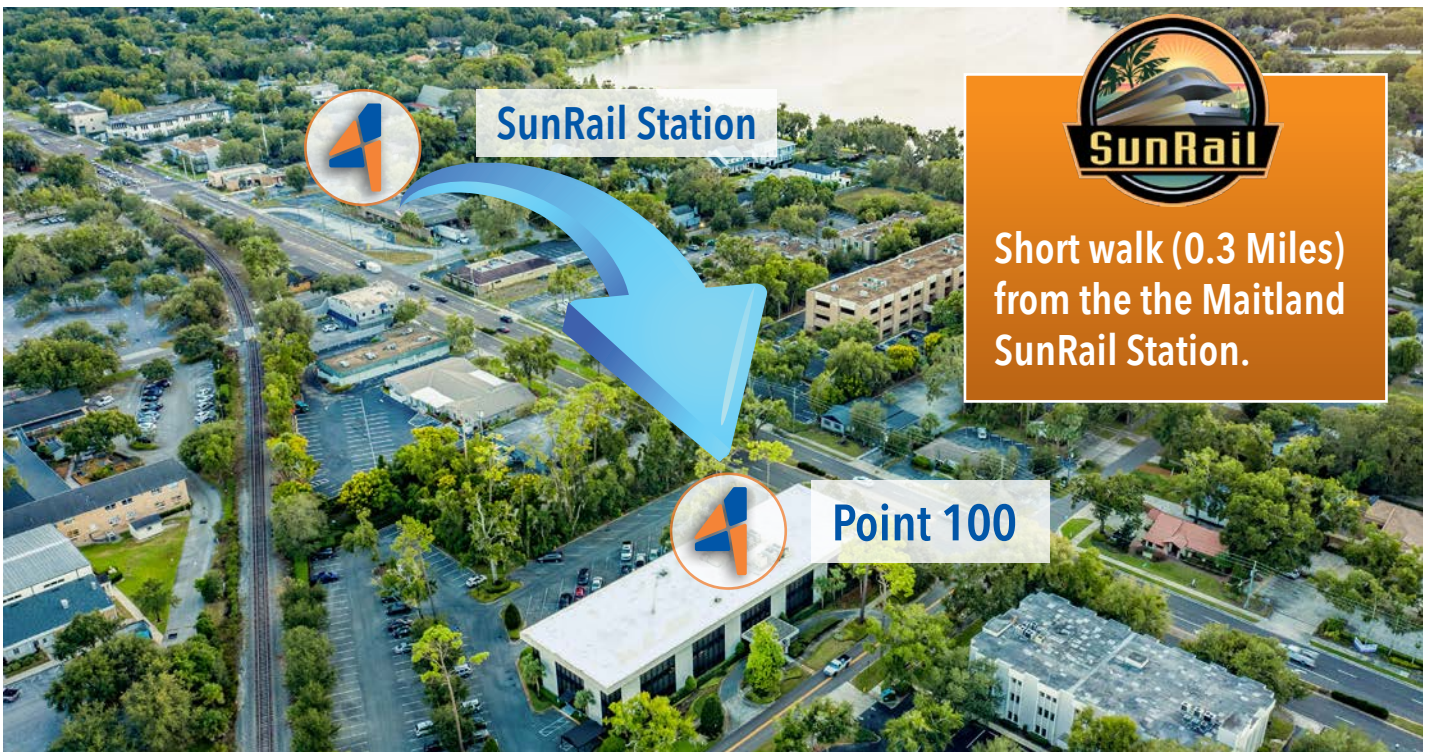 SunRail Station
SunRail
Short walk (0.3 Miles)
from the the Maitland
SunRail Station.
Point 100